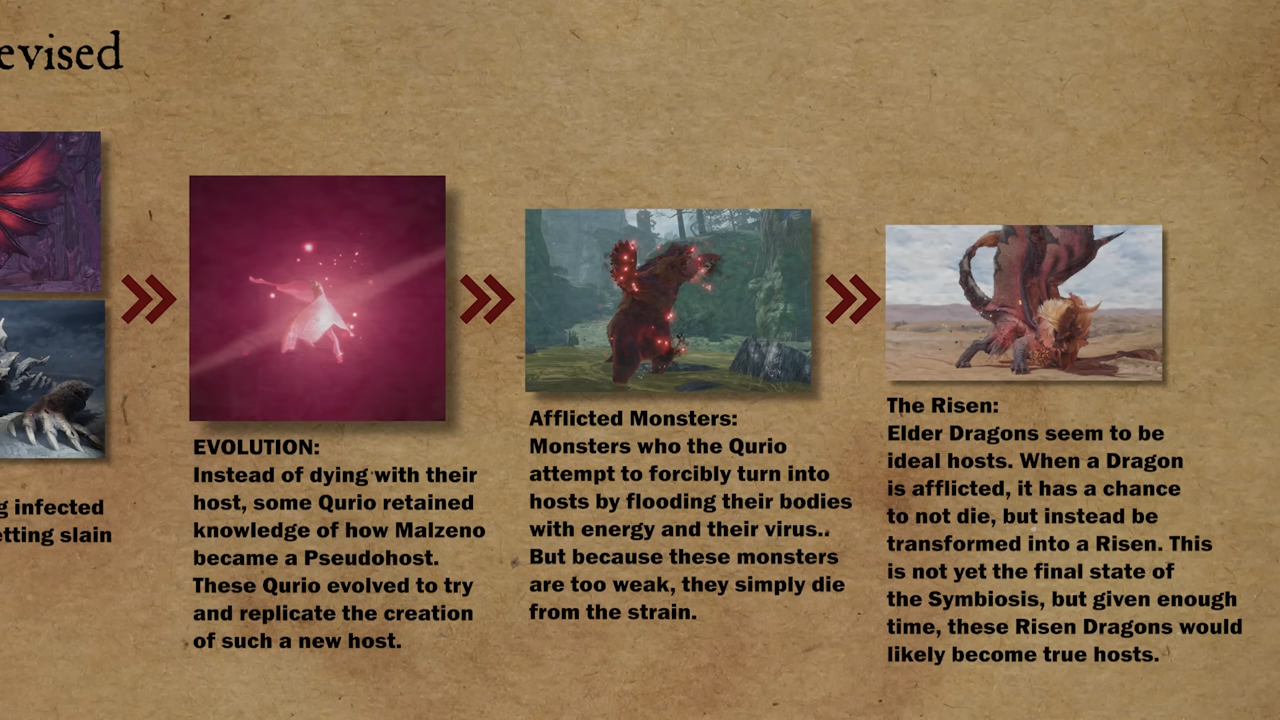 evised
g infected
etting slain
EVOLUTION:
Instead of dying with their
host, some Qurio retained
knowledge of how Malzeno
became a Pseudohost.
These Qurio evolved to try
and replicate the creation
of such a new host.
Afflicted Monsters:
Monsters who the Qurio
attempt to forcibly turn into
hosts by flooding their bodies
with energy and their virus..
But because these monsters
are too weak, they simply die
from the strain.
The Risen:
Elder Dragons seem to be
ideal hosts. When a Dragon
is afflicted, it has a chance
to not die, but instead be
transformed into a Risen. This
is not yet the final state of
the Symbiosis, but given enough
time, these Risen Dragons would
likely become true hosts.